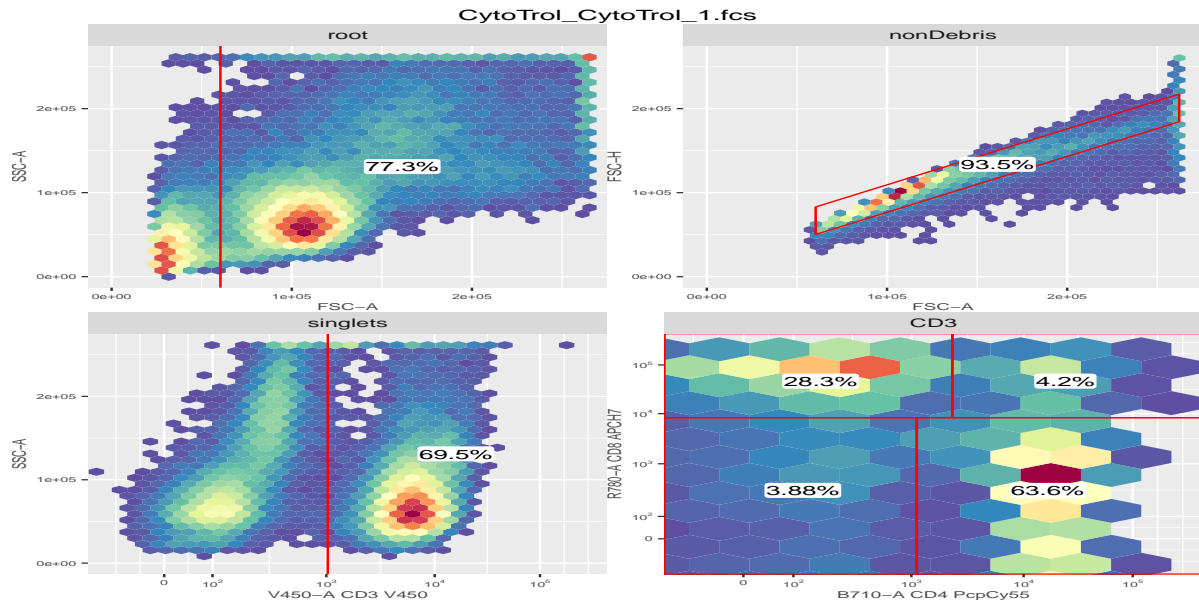 CytoTrol_CytoTrol_1.fcs
root
nonDebris
2e+05
1e+05
0e+00
SSC−A
77.3%
0e+00 1e+05 2e+05
FSC−A
2e+05
1e+05
0e+00
FSC−H
93.5%
0e+00 1e+05 2e+05
FSC−A
singlets
CD3
2e+05
1e+05
0e+00
SSC−A
69.5%
0 10² 10³ 10⁴ 10⁵
V450−A CD3 V450
10⁵
10⁴
10³
10²
0
R780−A CD8 APCH7
28.3%
4.2%
3.88%
63.6%
0 10² 10³ 10⁴ 10⁵
B710−A CD4 PcpCy55